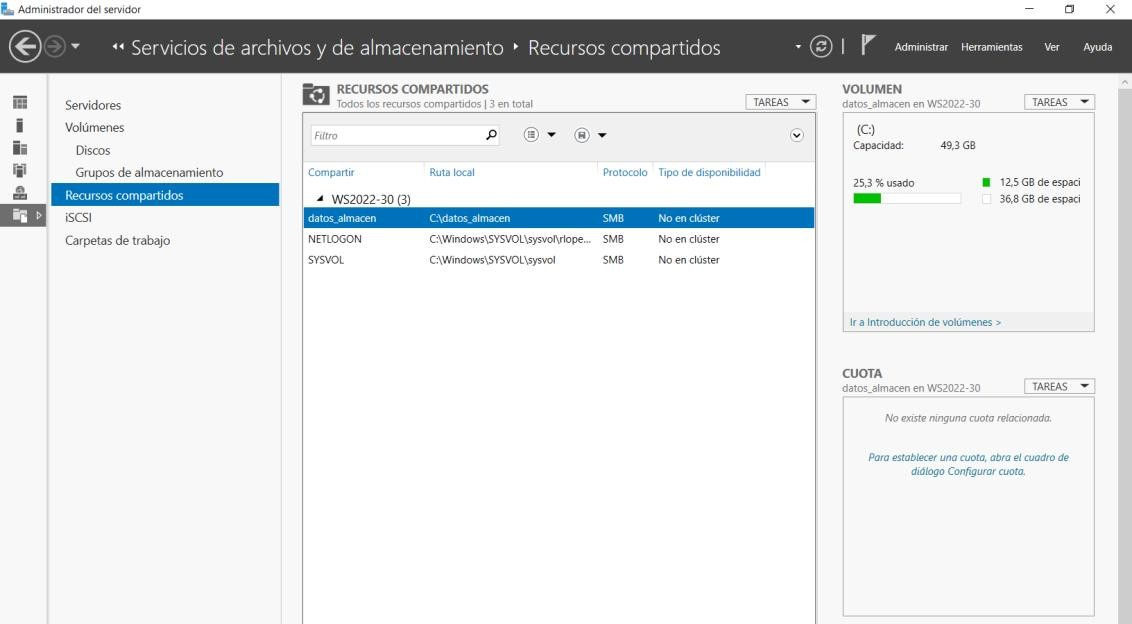 Administrador del servidor
Servicios de archivos y de almacenamiento
Recursos compartidos
Administrar
Herramientas
Ver
Ayuda
Servidores
Volúmenes
Discos
Grupos de almacenamiento
Recursos compartidos
iSCSI
Carpetas de trabajo
RECURSOS COMPARTIDOS
Todos los recursos compartidos | 3 en total
TAREAS
Filtro
Compartir Ruta local Protocolo Tipo de disponibilidad
WS2022-30 (3)
datos_almacen C:\datos_almacen SMB No en clúster
NETLOGON C:\Windows\SYSVOL\sysvol\rlope... SMB No en clúster
SYSVOL C:\Windows\SYSVOL\sysvol SMB No en clúster
VOLUMEN
datos_almacen en WS2022-30
TAREAS
(C:)
Capacidad: 49,3 GB
25,3 % usado
12,5 GB de espaci
36,8 GB de espaci
Ir a Introducción de volúmenes >
CUOTA
datos_almacen en WS2022-30
TAREAS
No existe ninguna cuota relacionada.
Para establecer una cuota, abra el cuadro de
diálogo Configurar cuota.